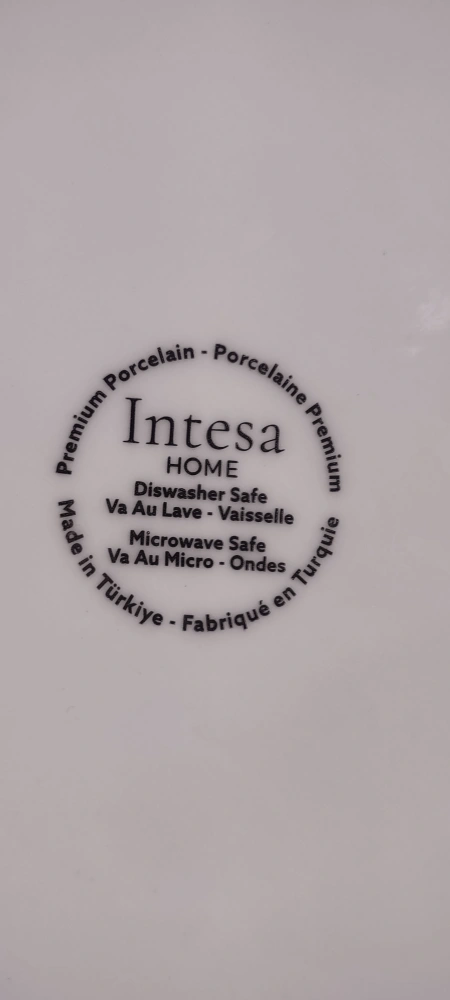 Premium Porcelain - Porcelaine Premium
Intesa
HOME
Diswasher Safe
Va Au Lave - Vaisselle
Microwave Safe
Va Au Micro - Ondes
Made in Türkiye - Fabriqué en Turquie